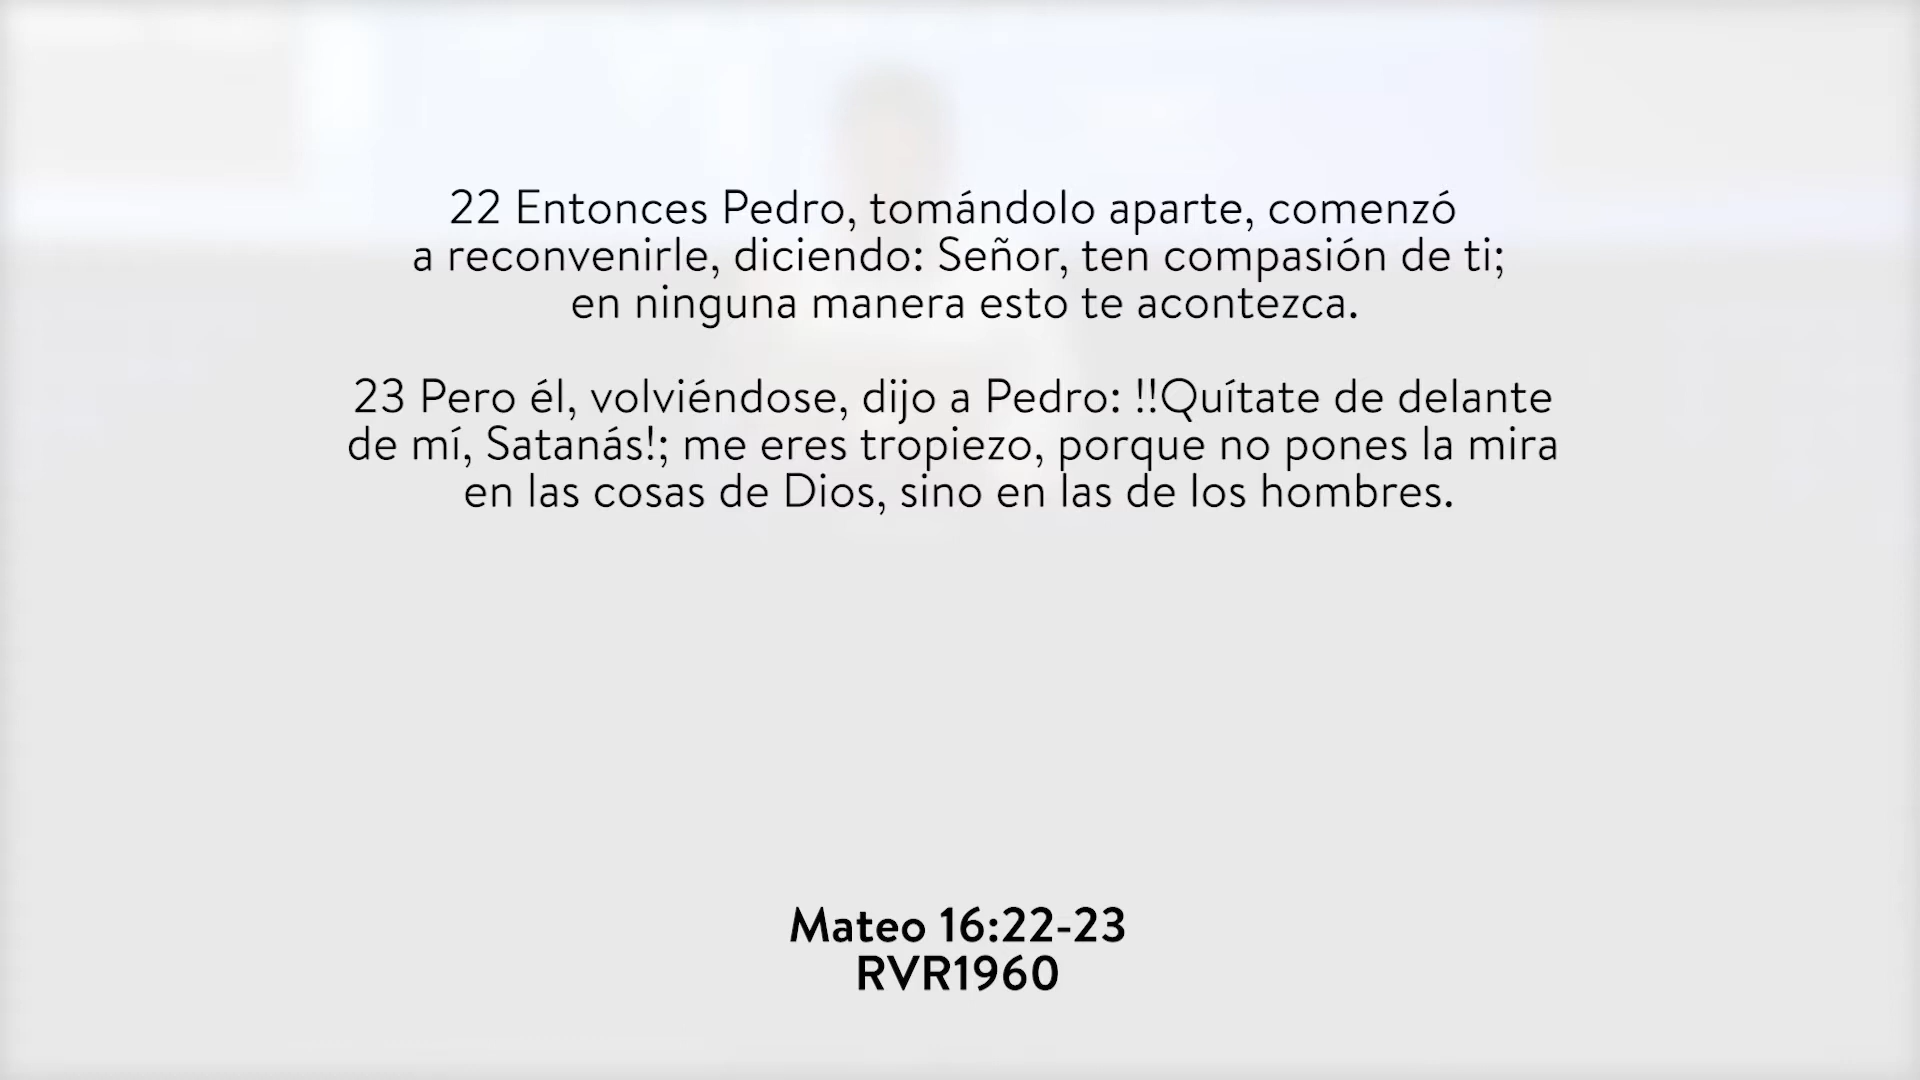 22 Entonces Pedro, tomándolo aparte, comenzó
a reconvenirle, diciendo: Señor, ten compasión de ti;
en ninguna manera esto te acontezca.
23 Pero él, volviéndose, dijo a Pedro: !!Quítate de delante
de mí, Satanás!; me eres tropiezo, porque no pones la mira
en las cosas de Dios, sino en las de los hombres.
Mateo 16:22-23
RVR1960